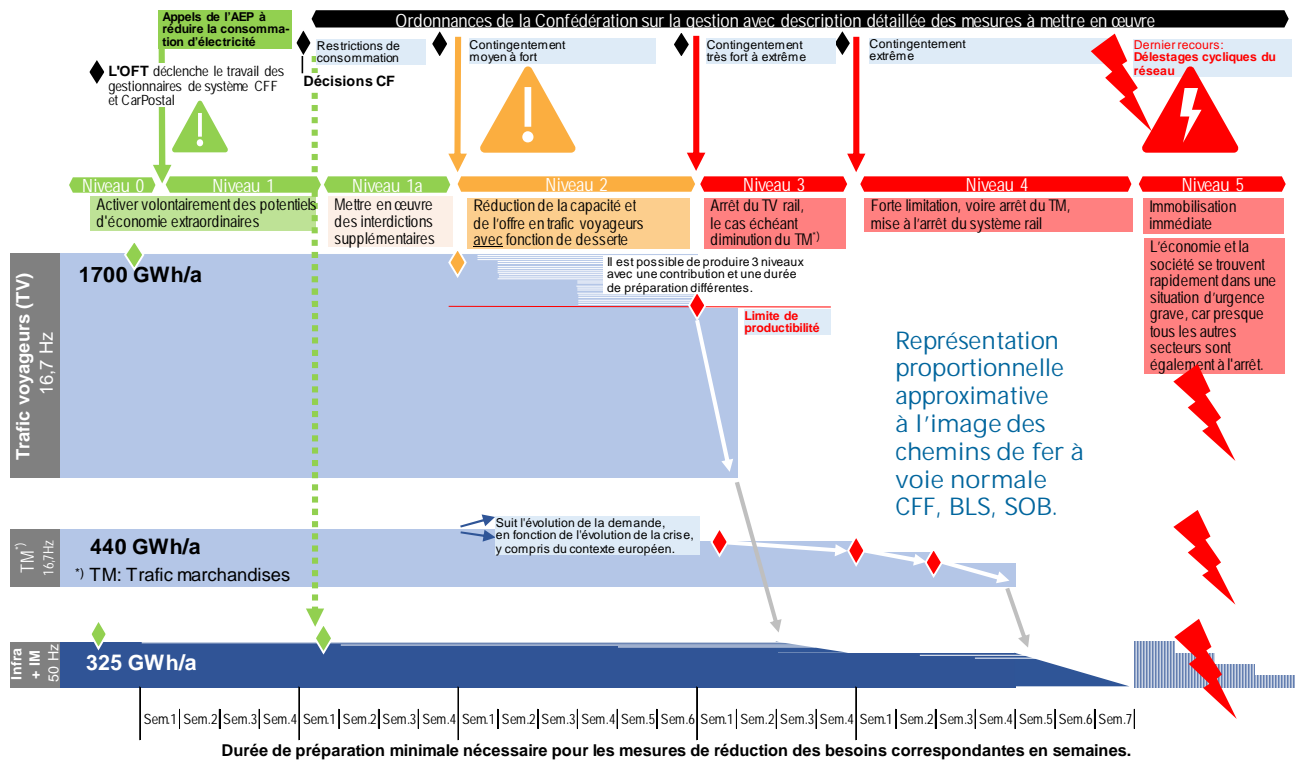 Appels de l'AEP à
réduire la consomma-
tion d'électricité
Ordonnances de la Confédération sur la gestion avec description détaillée des mesures à mettre en œuvre
L'OFT déclenche le travail des
gestionnaires de système CFF
et CarPostal
Restrictions de
consommation
Décisions CF
Contingentement
moyen à fort
Contingentement
très fort à extrême
Contingentement
extrême
Dernier recours:
Délestages cycliques du
réseau
Niveau 0
Niveau 1
Niveau 1a
Niveau 2
Niveau 3
Niveau 4
Niveau 5
Activer volontairement des potentiels
d'économie extraordinaires
Mettre en œuvre
des interdictions
supplémentaires
Réduction de la capacité et
de l'offre en trafic voyageurs
avec fonction de desserte
Arrêt du TV rail,
le cas échéant
diminution du TM*)
Forte limitation, voire arrêt du TM,
mise à l'arrêt du système rail
Immobilisation
immédiate
L'économie et la
société se trouvent
rapidement dans une
situation d'urgence
grave, car presque
tous les autres
secteurs sont
également à l'arrêt.
Trafic voyageurs (TV)
16,7 Hz
1700 GWh/a
Il est possible de produire 3 niveaux
avec une contribution et une durée
de préparation différentes.
Limite de
productibilité
Représentation
proportionnelle
approximative
à l'image des
chemins de fer à
voie normale
CFF, BLS, SOB.
TM*)
16,7Hz
440 GWh/a
*) TM: Trafic marchandises
Suit l'évolution de la demande,
en fonction de l'évolution de la crise,
y compris du contexte européen.
Infra
+ IM
50 Hz
325 GWh/a
Sem.1 Sem.2 Sem.3 Sem.4 Sem.1 Sem.2 Sem.3 Sem.4 Sem.1 Sem.2 Sem.3 Sem.4 Sem.5 Sem.6 Sem.1 Sem.2 Sem.3 Sem.4 Sem.1 Sem.2 Sem.3 Sem.4 Sem.5 Sem.6 Sem.7
Durée de préparation minimale nécessaire pour les mesures de réduction des besoins correspondantes en semaines.